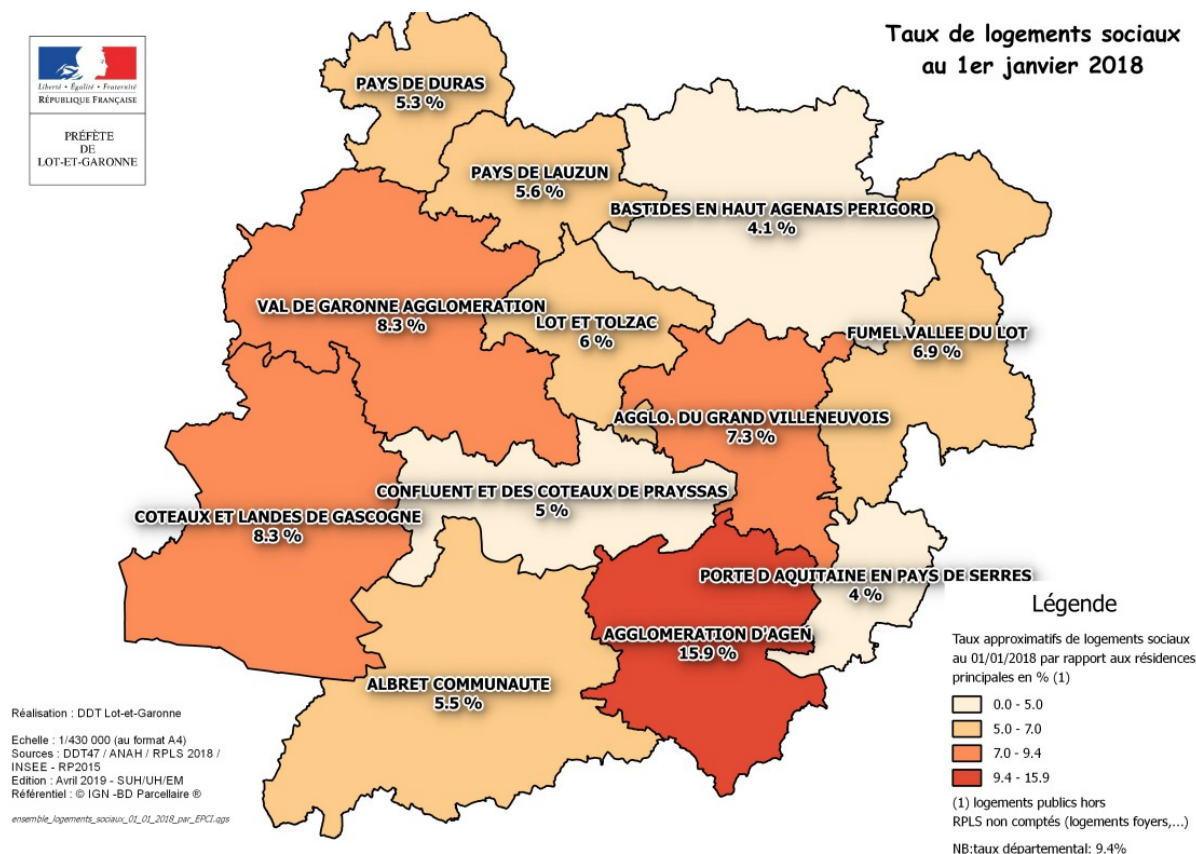 Taux de logements sociaux
au 1er janvier 2018
Liberté • Égalité • Fraternité
RÉPUBLIQUE FRANÇAISE
PRÉFÈTE
DE
LOT-ET-GARONNE
PAYS DE DURAS
5.3 %
PAYS DE LAUZUN
5.6 %
BASTIDES EN HAUT AGENAIS PERIGORD
4.1 %
VAL DE GARONNE AGGLOMERATION
8.3 %
LOT ET TOLZAC
6 %
FUMEL VALLEE DU LOT
6.9 %
AGGLO. DU GRAND VILLENEUVOIS
7.3 %
CONFLUENT ET DES COTEAUX DE PRAYSSAS
5 %
COTEAUX ET LANDES DE GASCOGNE
8.3 %
PORTE D AQUITAINE EN PAYS DE SERRES
4 %
AGGLOMERATION D'AGEN
15.9 %
ALBRET COMMUNAUTE
5.5 %
Légende
Taux approximatifs de logements sociaux
au 01/01/2018 par rapport aux résidences
principales en % (1)
0.0 - 5.0
5.0 - 7.0
7.0 - 9.4
9.4 - 15.9
(1) logements publics hors
RPLS non comptés (logements foyers,...)
NB:taux départemental: 9.4%
Réalisation : DDT Lot-et-Garonne
Echelle : 1/430 000 (au format A4)
Sources : DDT47 / ANAH / RPLS 2018 /
INSEE - RP2015
Edition : Avril 2019 - SUH/UH/EM
Référentiel : © IGN -BD Parcellaire ®
ensemble_logements_sociaux_01_01_2018_par_EPCI.qgs